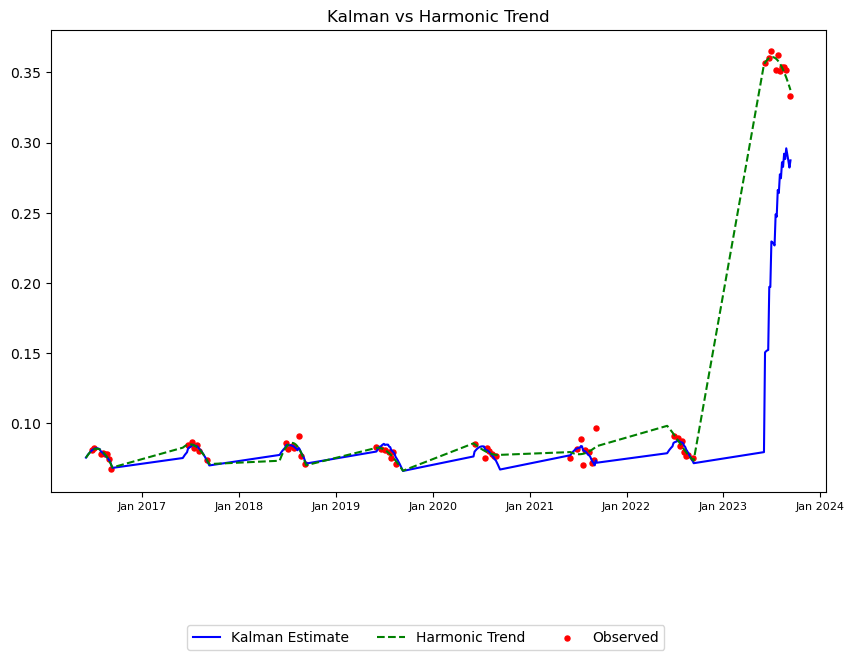 Kalman vs Harmonic Trend
0.35
0.30
0.25
0.20
0.15
0.10
Jan 2017 Jan 2018 Jan 2019 Jan 2020 Jan 2021 Jan 2022 Jan 2023 Jan 2024
Kalman Estimate Harmonic Trend Observed